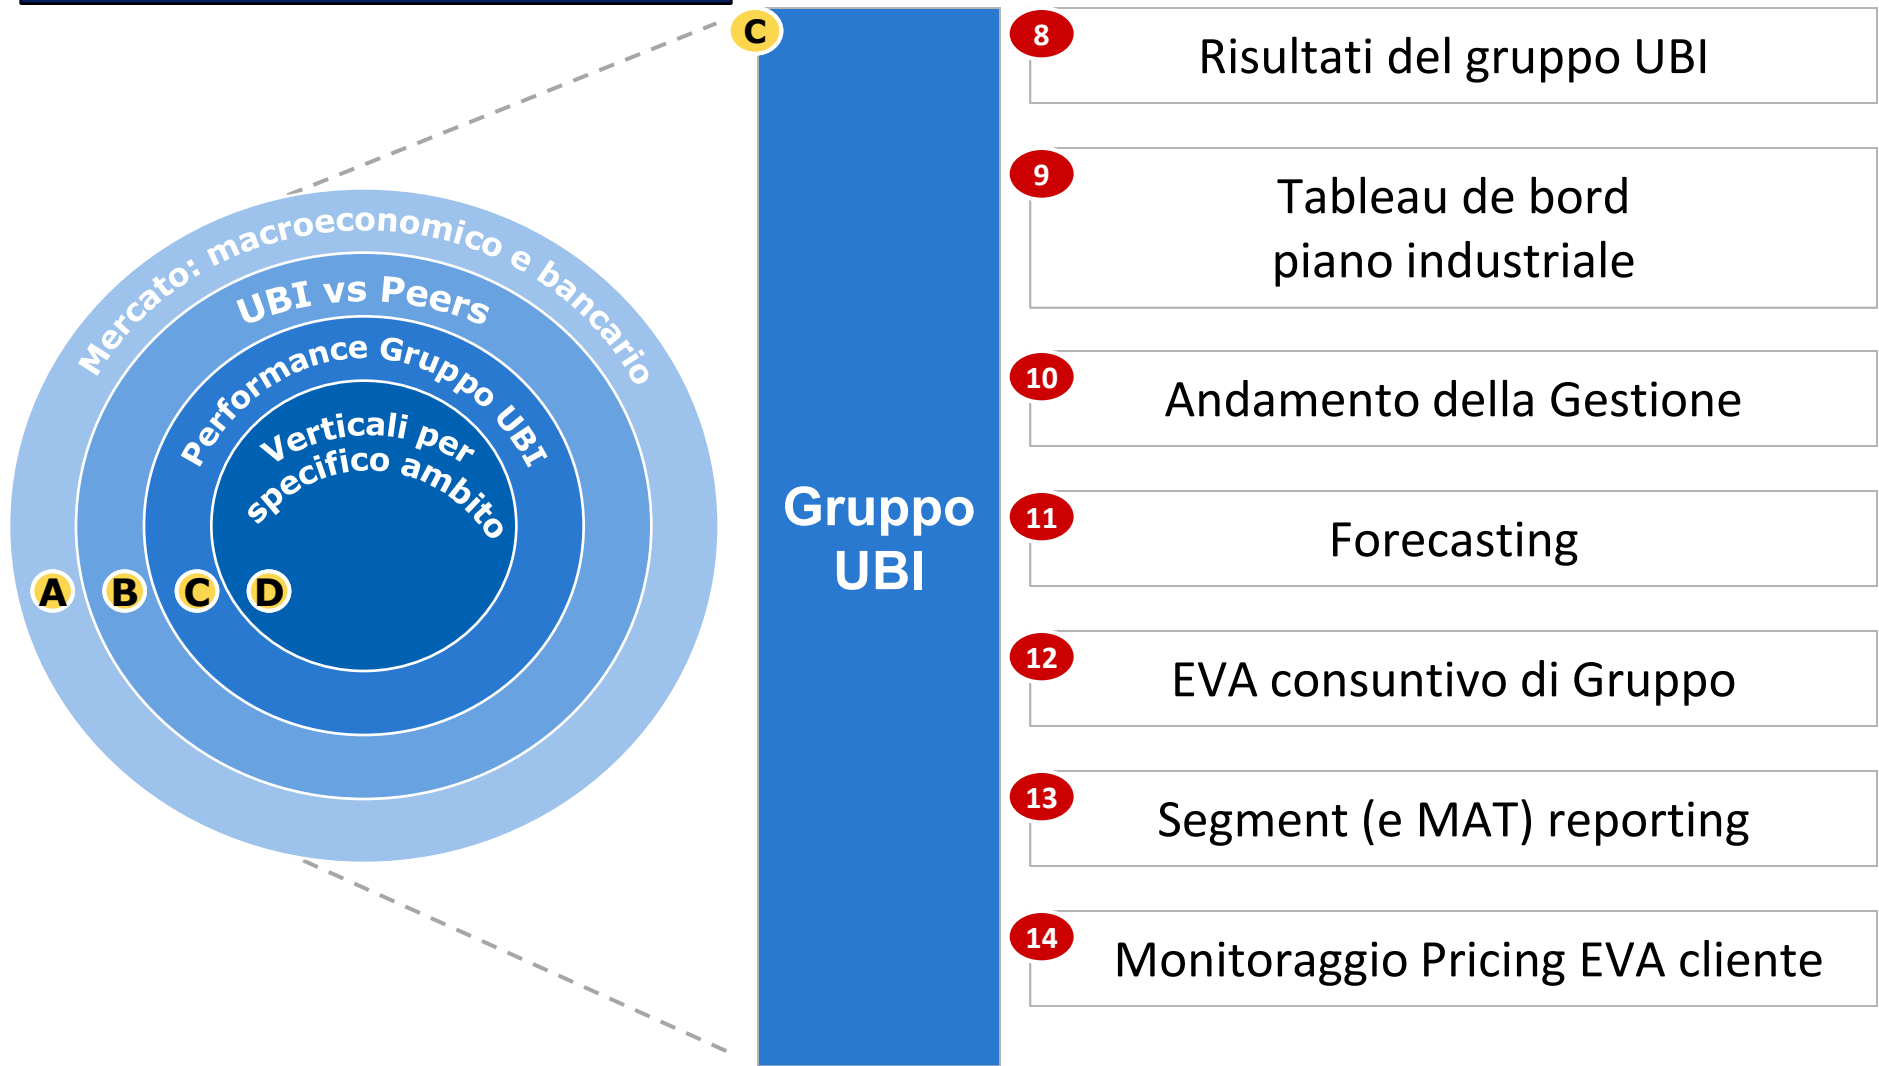 Mercato: macroeconomico e bancario
UBI vs Peers
Performance Gruppo UBI
Verticali per
specifico ambito
A
B
C
D
C
Gruppo
UBI
8
Risultati del gruppo UBI
9
Tableau de bord
piano industriale
10
Andamento della Gestione
11
Forecasting
12
EVA consuntivo di Gruppo
13
Segment (e MAT) reporting
14
Monitoraggio Pricing EVA cliente